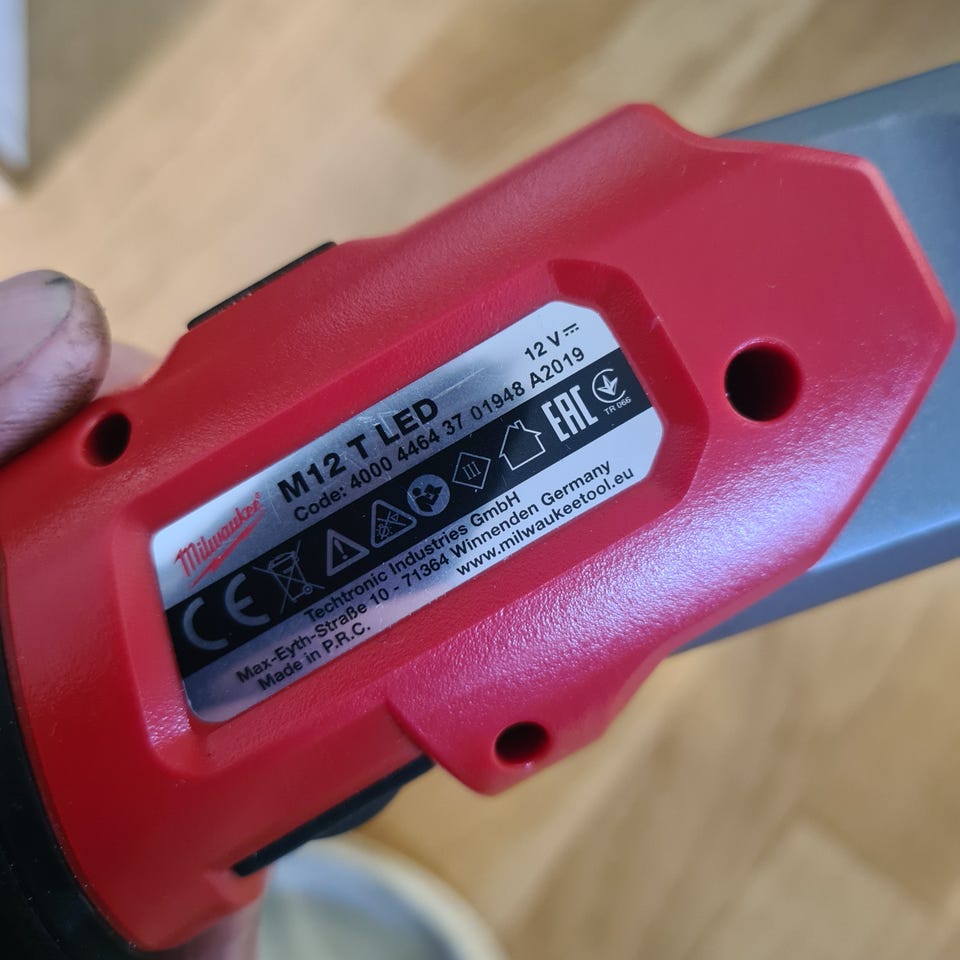 Milwaukee®
12 V
M12 T LED
Code: 4000 4464 37 01948 A2019
CE
III
EAC
TR 066
Techtronic Industries GmbH
Max-Eyth-Straße 10 - 71364 Winnenden Germany
Made in P.R.C.
www.milwaukeetool.eu